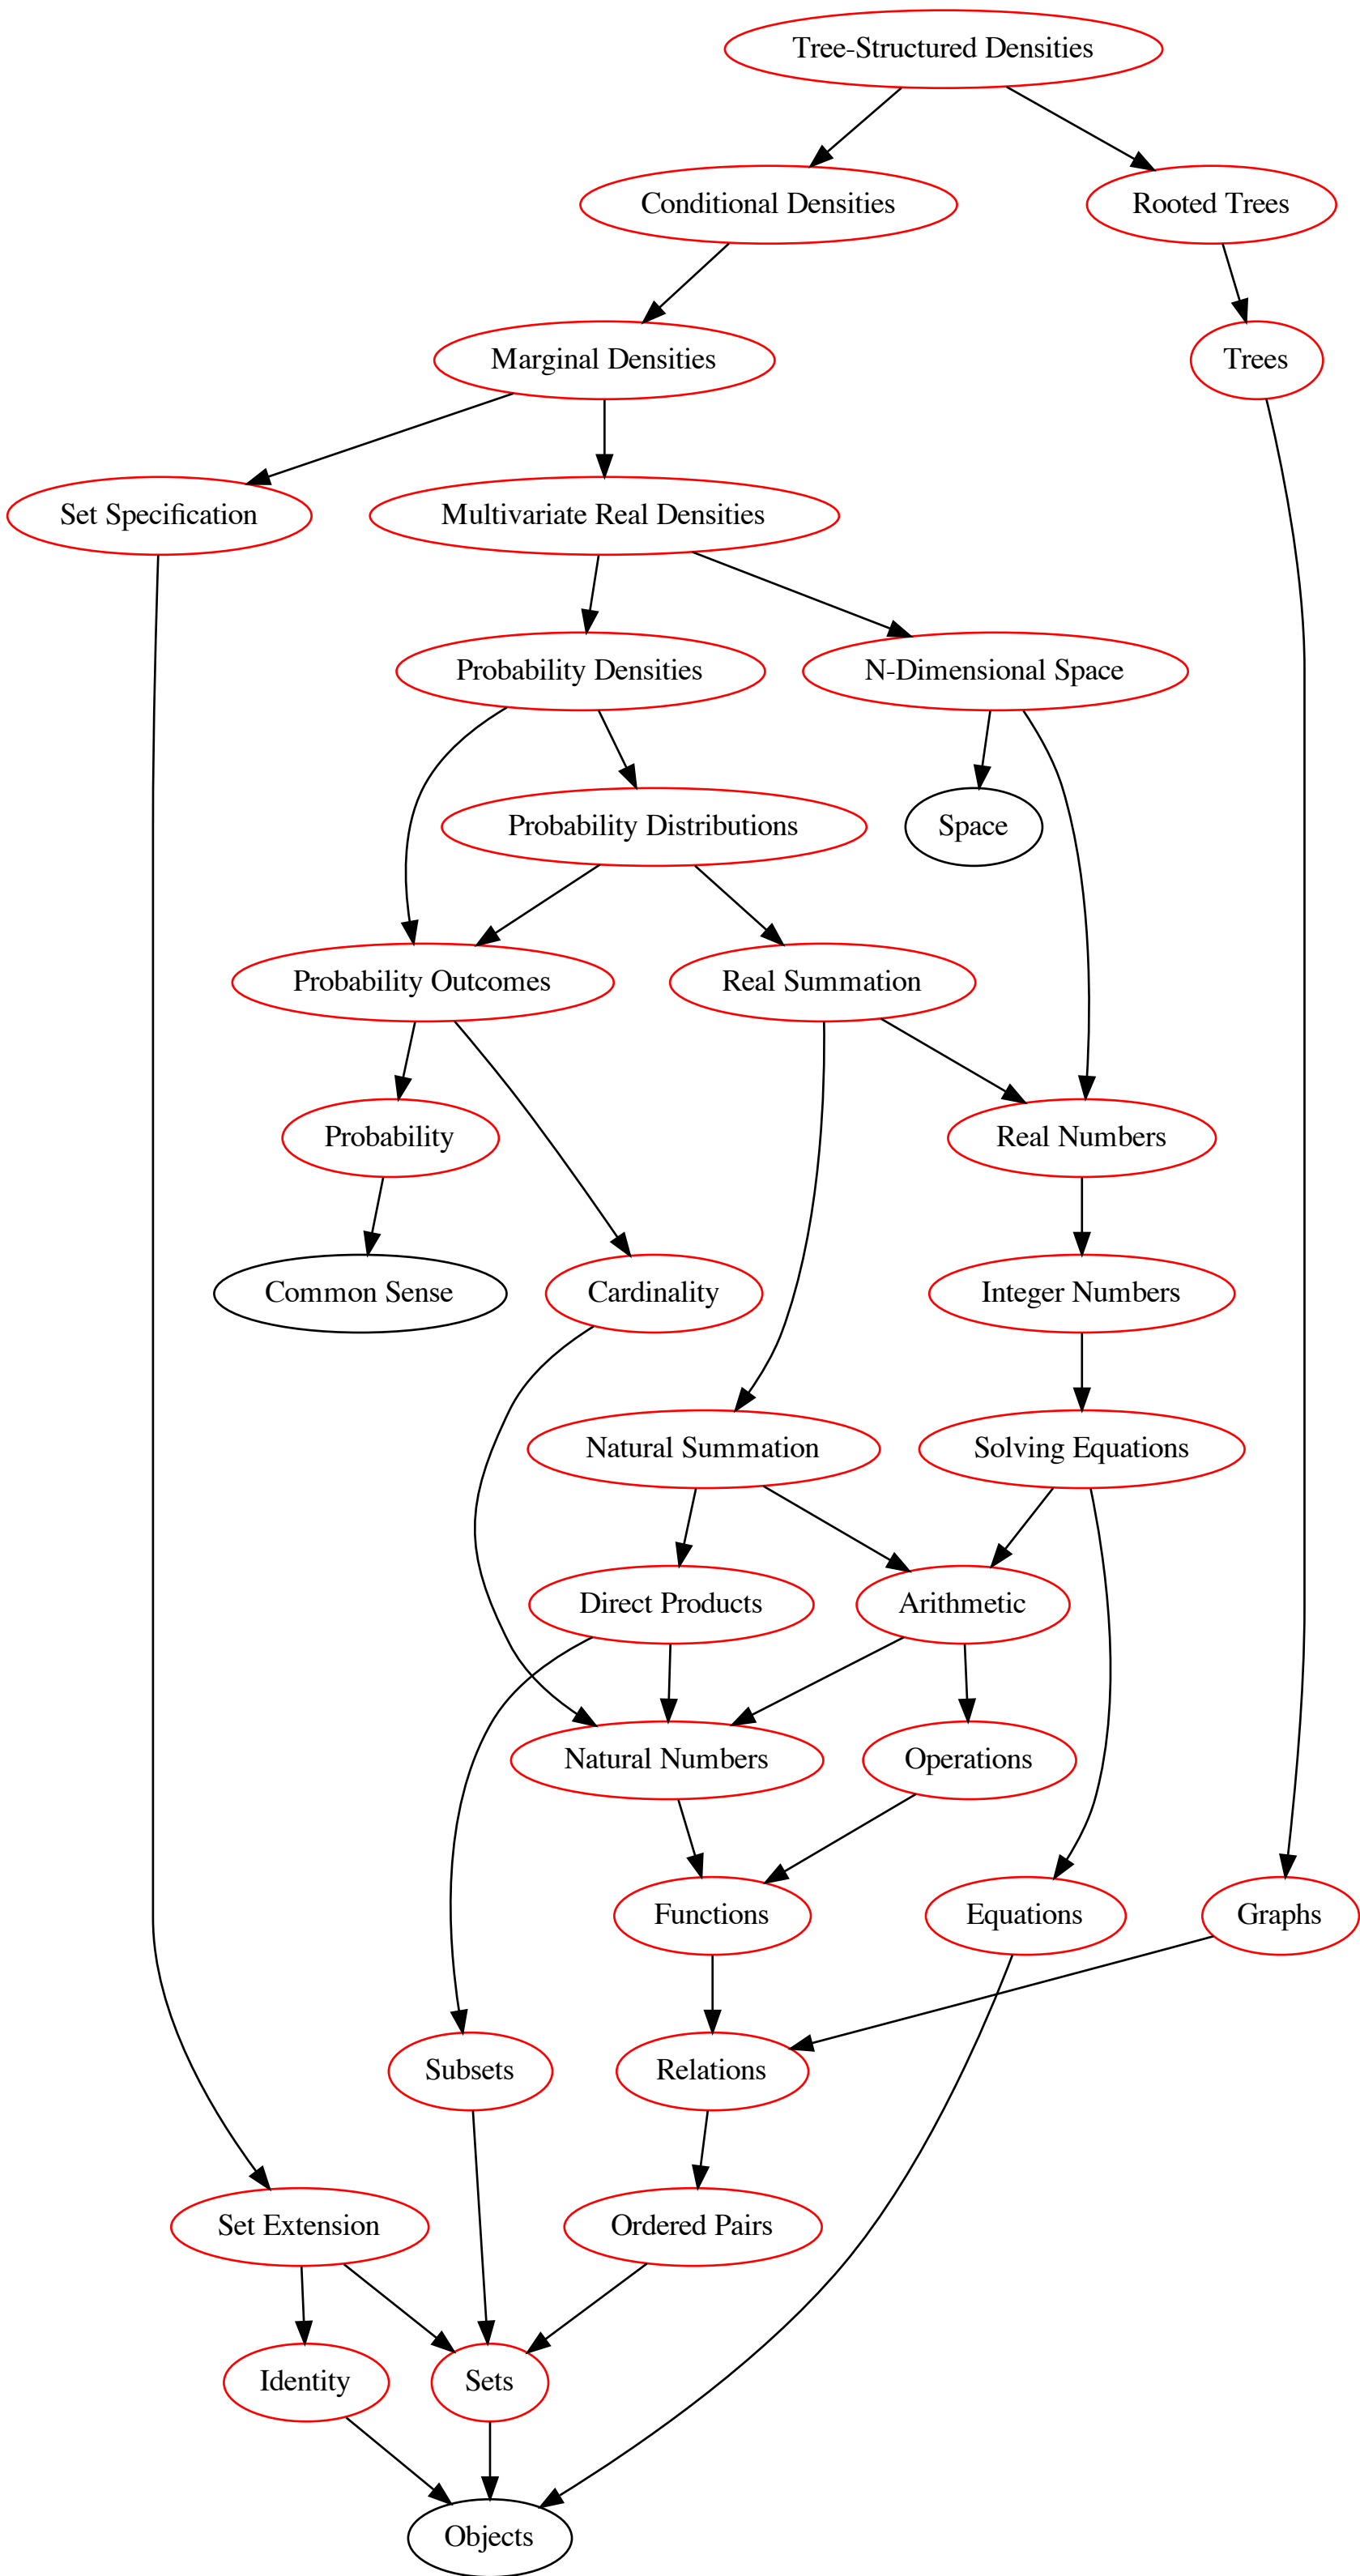 Tree-Structured Densities
Conditional Densities
Rooted Trees
Marginal Densities
Trees
Set Specification
Multivariate Real Densities
Probability Densities
N-Dimensional Space
Probability Distributions
Space
Probability Outcomes
Real Summation
Probability
Real Numbers
Common Sense
Cardinality
Integer Numbers
Natural Summation
Solving Equations
Direct Products
Arithmetic
Natural Numbers
Operations
Functions
Equations
Graphs
Subsets
Relations
Set Extension
Ordered Pairs
Identity
Sets
Objects